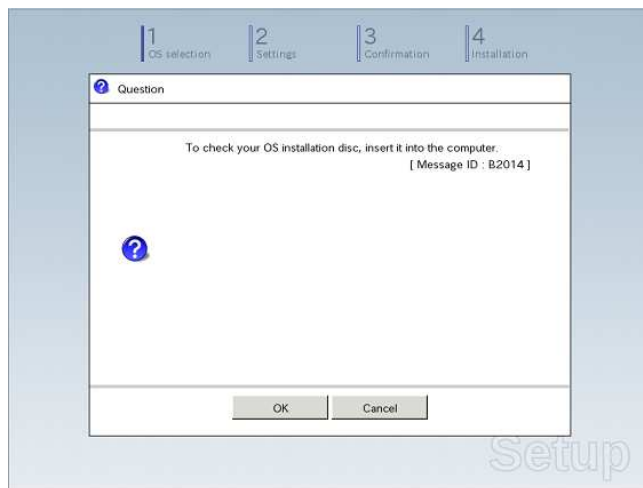 1
OS selection
2
Settings
3
Confirmation
4
Installation
Question
To check your OS installation disc, insert it into the computer.
[ Message ID : B2014 ]
OK
Cancel
Setup